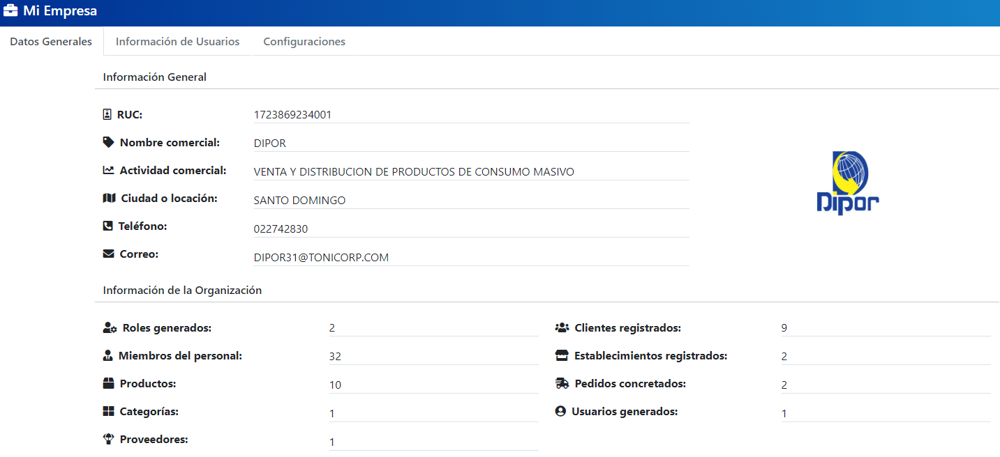 Mi Empresa
Datos Generales Información de Usuarios Configuraciones
Información General
RUC: 1723869234001
Nombre comercial: DIPOR
Actividad comercial: VENTA Y DISTRIBUCION DE PRODUCTOS DE CONSUMO MASIVO
Ciudad o locación: SANTO DOMINGO
Teléfono: 022742830
Correo: DIPOR31@TONICORP.COM
Dipor
Información de la Organización
Roles generados: 2 Clientes registrados: 9
Miembros del personal: 32 Establecimientos registrados: 2
Productos: 10 Pedidos concretados: 2
Categorías: 1 Usuarios generados: 1
Proveedores: 1